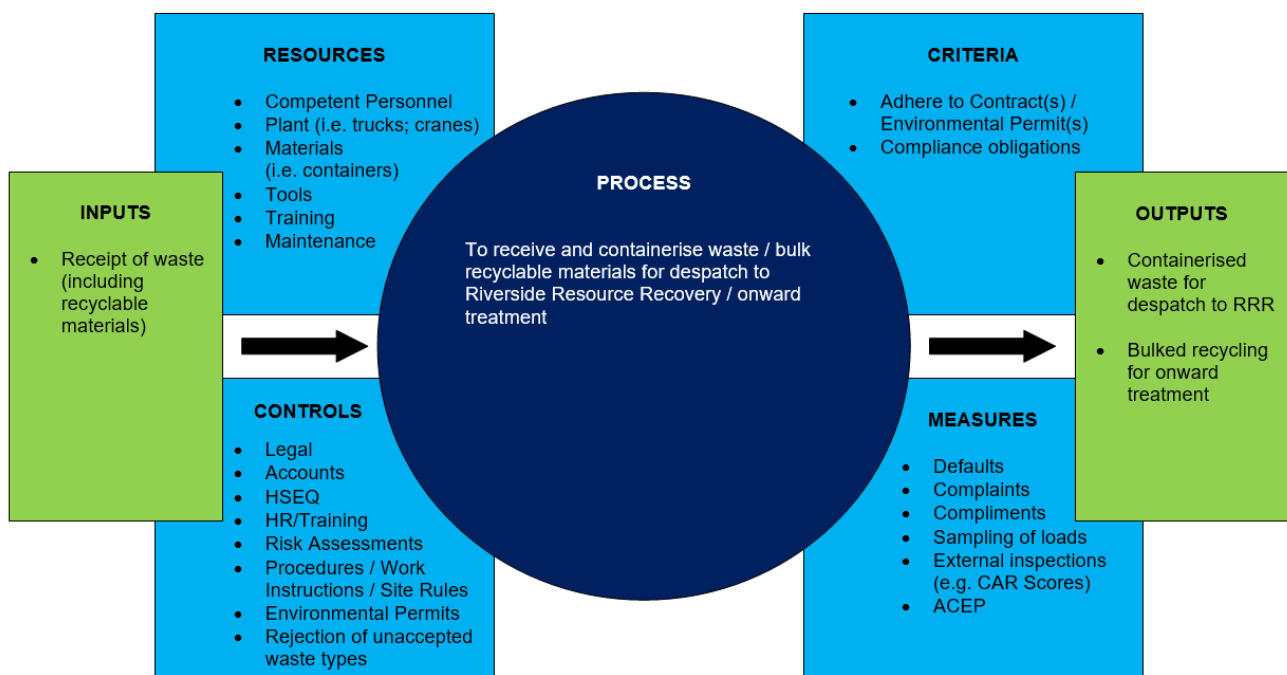 RESOURCES
• Competent Personnel
• Plant (i.e. trucks; cranes)
• Materials
(i.e. containers)
• Tools
• Training
• Maintenance
CRITERIA
• Adhere to Contract(s) /
Environmental Permit(s)
• Compliance obligations
INPUTS
• Receipt of waste
(including
recyclable
materials)
PROCESS
To receive and containerise waste / bulk
recyclable materials for despatch to
Riverside Resource Recovery / onward
treatment
OUTPUTS
• Containerised
waste for
despatch to RRR
• Bulked recycling
for onward
treatment
CONTROLS
• Legal
• Accounts
• HSEQ
• HR/Training
• Risk Assessments
• Procedures / Work
Instructions / Site Rules
• Environmental Permits
• Rejection of unaccepted
waste types
MEASURES
• Defaults
• Complaints
• Compliments
• Sampling of loads
• External inspections
(e.g. CAR Scores)
• ACEP